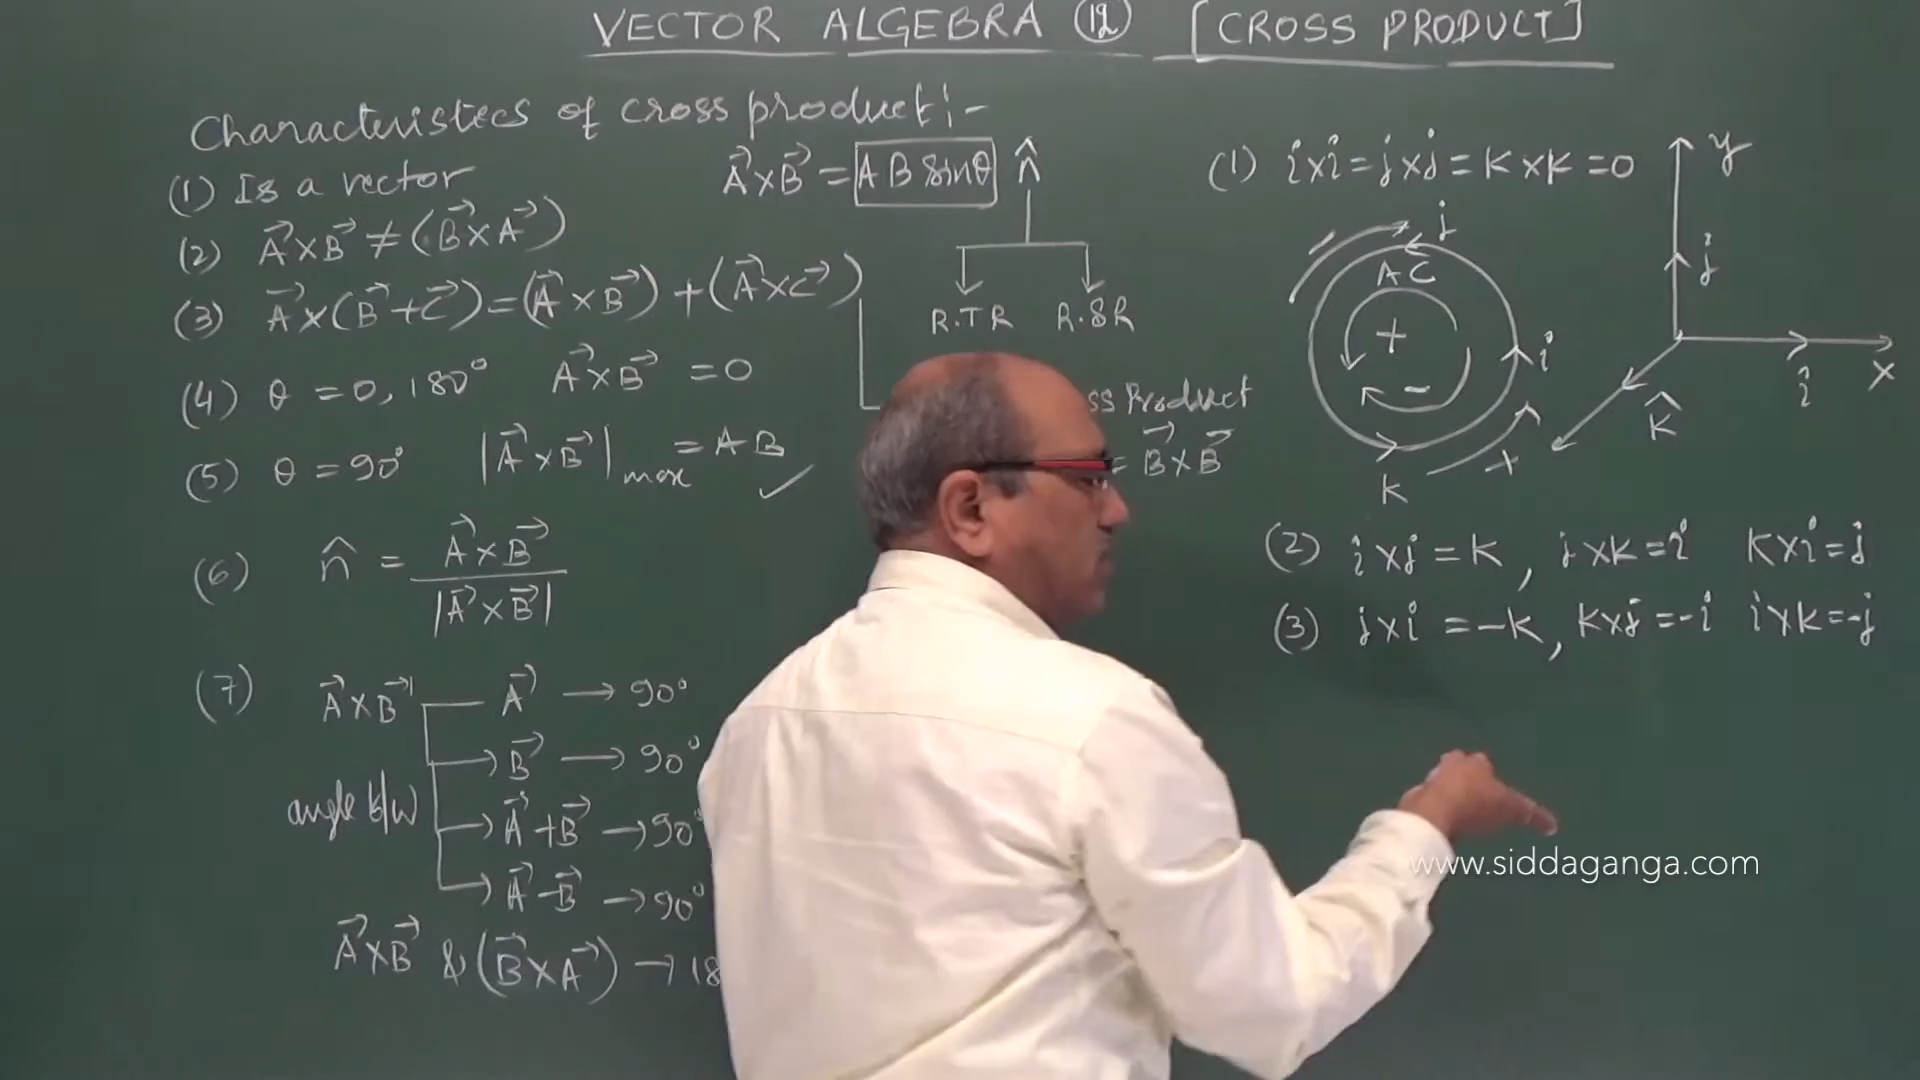 VECTOR ALGEBRA 12 [CROSS PRODUCT]
Characteristics of cross product:-
(1) Is a vector
(2) A⃗×B⃗ ≠ (B⃗×A⃗)
(3) A⃗×(B⃗+C⃗)=(A⃗×B⃗)+(A⃗×C⃗)
(4) θ = 0, 180° A⃗×B⃗ = 0
(5) θ = 90° |A⃗×B⃗|max = AB ✓
(6) n̂ = A⃗×B⃗ / |A⃗×B⃗|
(7) A⃗×B⃗ A⃗ → 90°
B⃗ → 90°
angle b/w A⃗+B⃗ → 90°
A⃗-B⃗ → 90°
A⃗×B⃗ & (B⃗×A⃗) → 18
A⃗×B⃗ = AB sinθ n̂
R.T.R R.S.R
Product
= B⃗×B⃗
(1) i×i=j×j=k×k=0
j
AC
+
i
-
k +
y
j
î x
k̂
(2) i×j=k, j×k=i k×i=j
(3) j×i=-k, k×j=-i i×k=-j
www.siddaganga.com